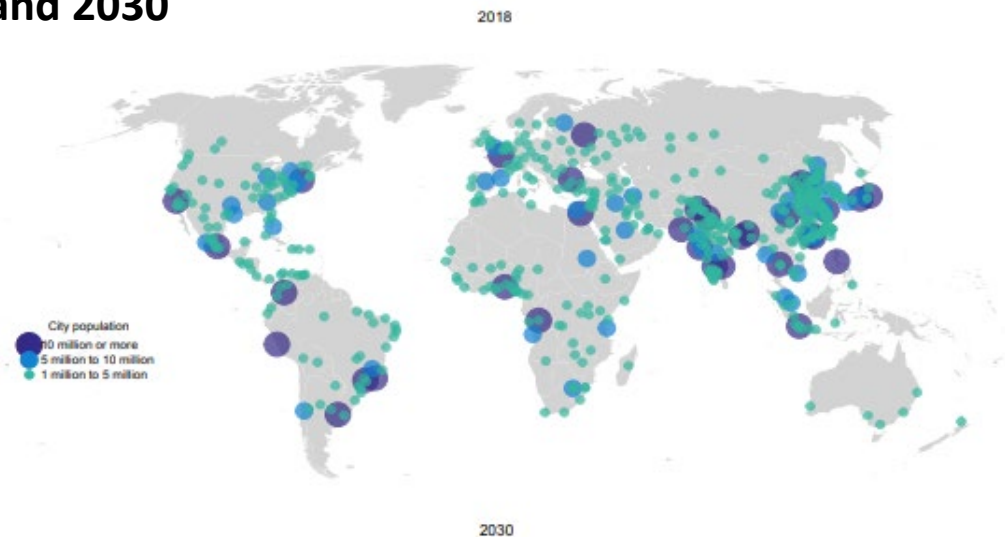 and 2030
2018
City population
10 million or more
5 million to 10 million
1 million to 5 million
2030